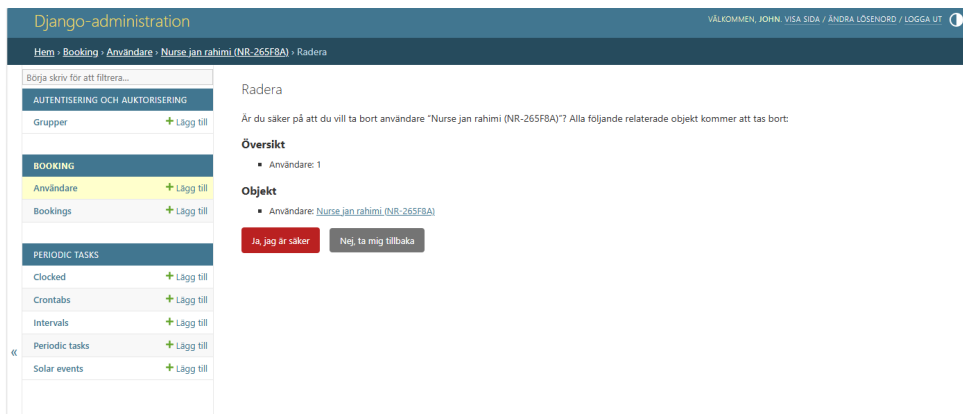 Django-administration
VÄLKOMMEN, JOHN. VISA SIDA / ÄNDRA LÖSENORD / LOGGA UT
Hem › Booking › Användare › Nurse jan rahimi (NR-265F8A) › Radera
Börja skriv för att filtrera...
AUTENTISERING OCH AUKTORISERING
Grupper + Lägg till
BOOKING
Användare + Lägg till
Bookings + Lägg till
PERIODIC TASKS
Clocked + Lägg till
Crontabs + Lägg till
Intervals + Lägg till
Periodic tasks + Lägg till
Solar events + Lägg till
«
Radera
Är du säker på att du vill ta bort användare "Nurse jan rahimi (NR-265F8A)"? Alla följande relaterade objekt kommer att tas bort:
Översikt
Användare: 1
Objekt
Användare: Nurse jan rahimi (NR-265F8A)
Ja, jag är säker
Nej, ta mig tillbaka